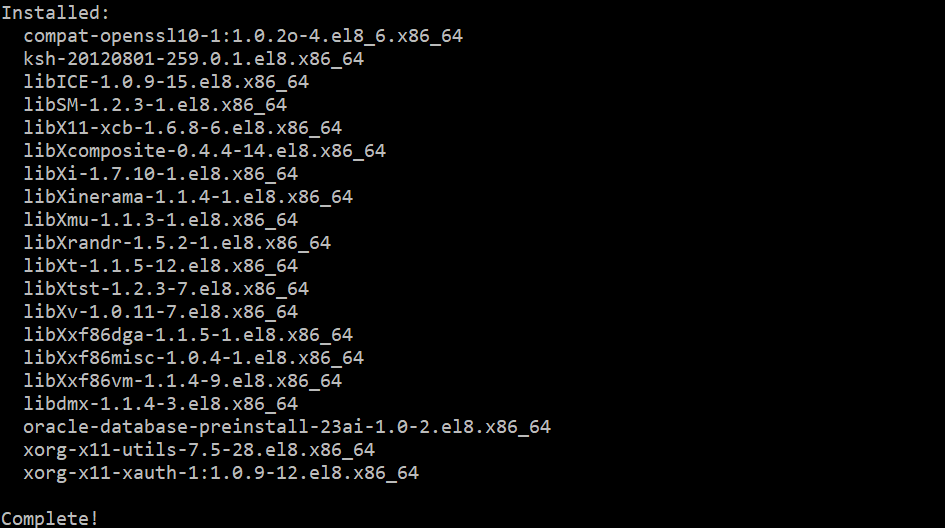 Installed:
compat-openssl10-1:1.0.2o-4.el8_6.x86_64
ksh-20120801-259.0.1.el8.x86_64
libICE-1.0.9-15.el8.x86_64
libSM-1.2.3-1.el8.x86_64
libX11-xcb-1.6.8-6.el8.x86_64
libXcomposite-0.4.4-14.el8.x86_64
libXi-1.7.10-1.el8.x86_64
libXinerama-1.1.4-1.el8.x86_64
libXmu-1.1.3-1.el8.x86_64
libXrandr-1.5.2-1.el8.x86_64
libXt-1.1.5-12.el8.x86_64
libXtst-1.2.3-7.el8.x86_64
libXv-1.0.11-7.el8.x86_64
libXxf86dga-1.1.5-1.el8.x86_64
libXxf86misc-1.0.4-1.el8.x86_64
libXxf86vm-1.1.4-9.el8.x86_64
libdmx-1.1.4-3.el8.x86_64
oracle-database-preinstall-23ai-1.0-2.el8.x86_64
xorg-x11-utils-7.5-28.el8.x86_64
xorg-x11-xauth-1:1.0.9-12.el8.x86_64
Complete!